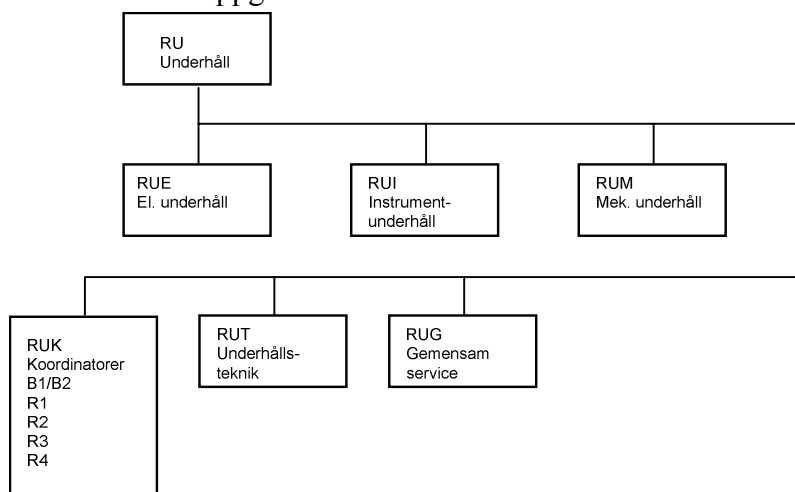 RU
Underhåll
RUE
El. underhåll
RUI
Instrument-
underhåll
RUM
Mek. underhåll
RUK
Koordinatorer
B1/B2
R1
R2
R3
R4
RUT
Underhålls-
teknik
RUG
Gemensam
service